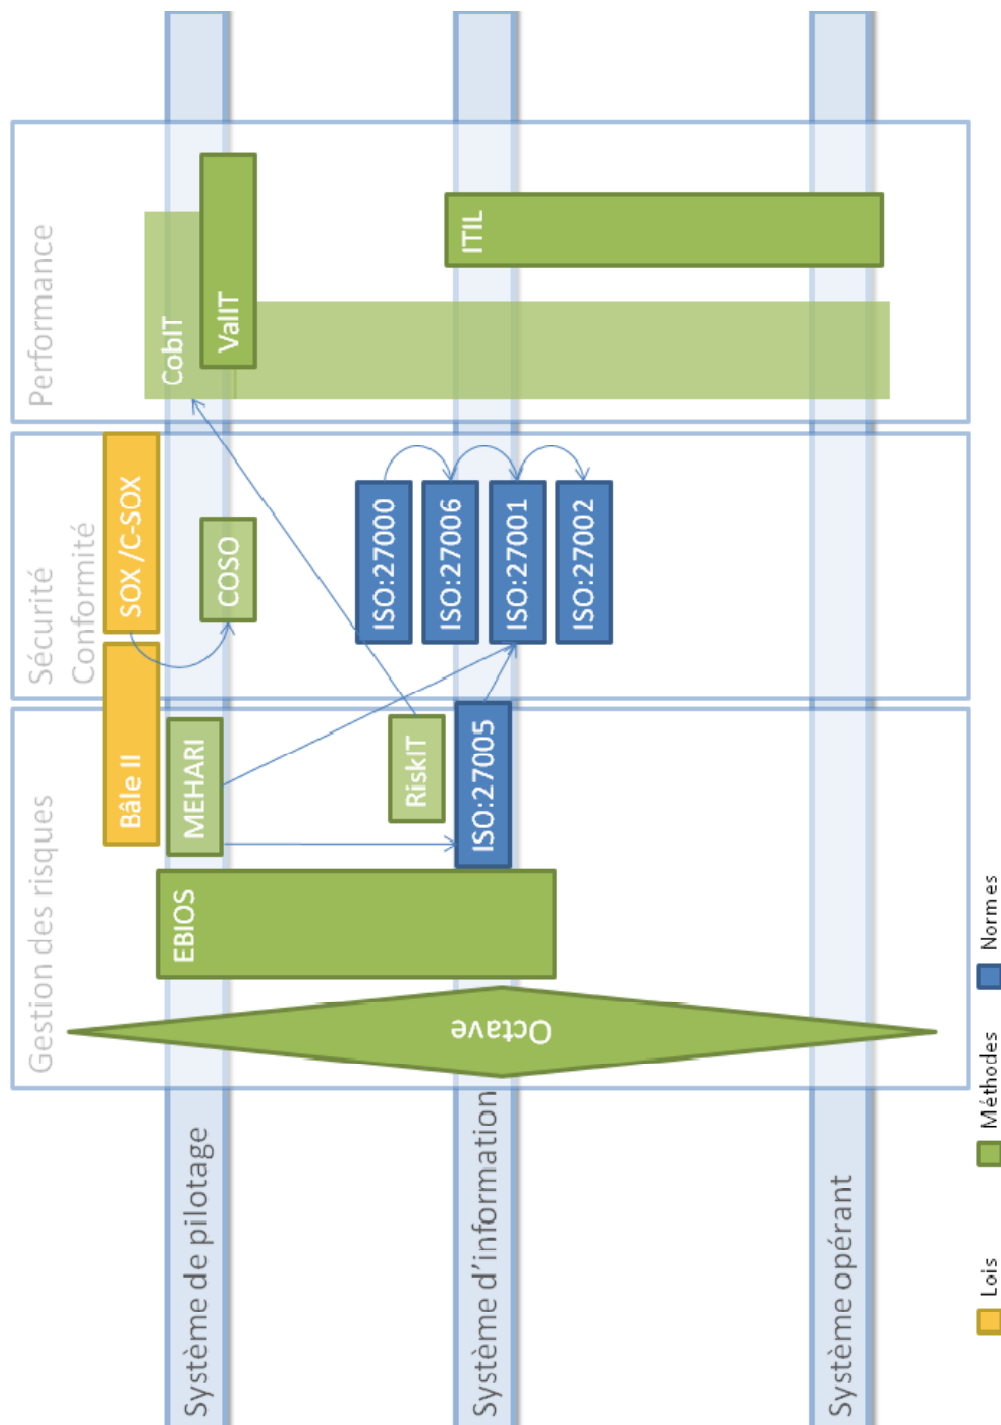 Gestion des risques
Sécurité
Conformité
Performance
Bâle II
SOX /C-SOX
Système de pilotage
MEHARI
COSO
CobIT
ValIT
EBIOS
Octave
RiskIT
ISO:27000
ISO:27006
Système d'information
ISO:27005
ISO:27001
ISO:27002
ITIL
Système opérant
Lois
Méthodes
Normes